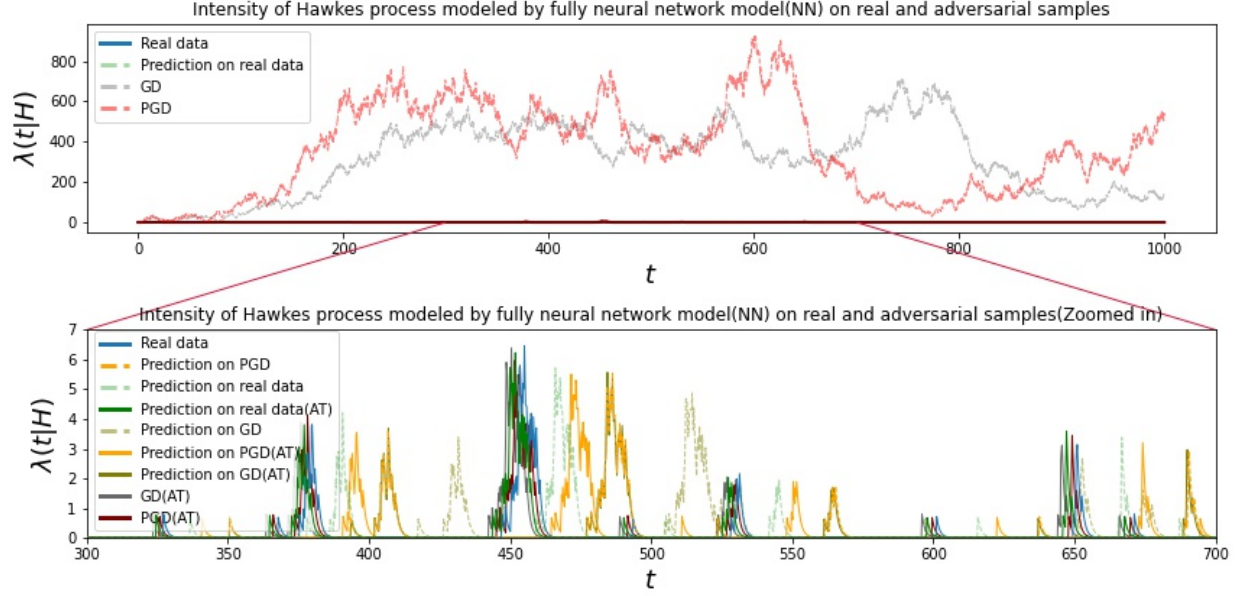 Intensity of Hawkes process modeled by fully neural network model(NN) on real and adversarial samples
Real data
Prediction on real data
GD
PGD
λ(t|H)
800
600
400
200
0
0 200 400 600 800 1000
t
Intensity of Hawkes process modeled by fully neural network model(NN) on real and adversarial samples(Zoomed in)
Real data
Prediction on PGD
Prediction on real data
Prediction on real data(AT)
Prediction on GD
Prediction on PGD(AT)
Prediction on GD(AT)
GD(AT)
PGD(AT)
λ(t|H)
7
6
5
4
3
2
1
0
300 350 400 450 500 550 600 650 700
t